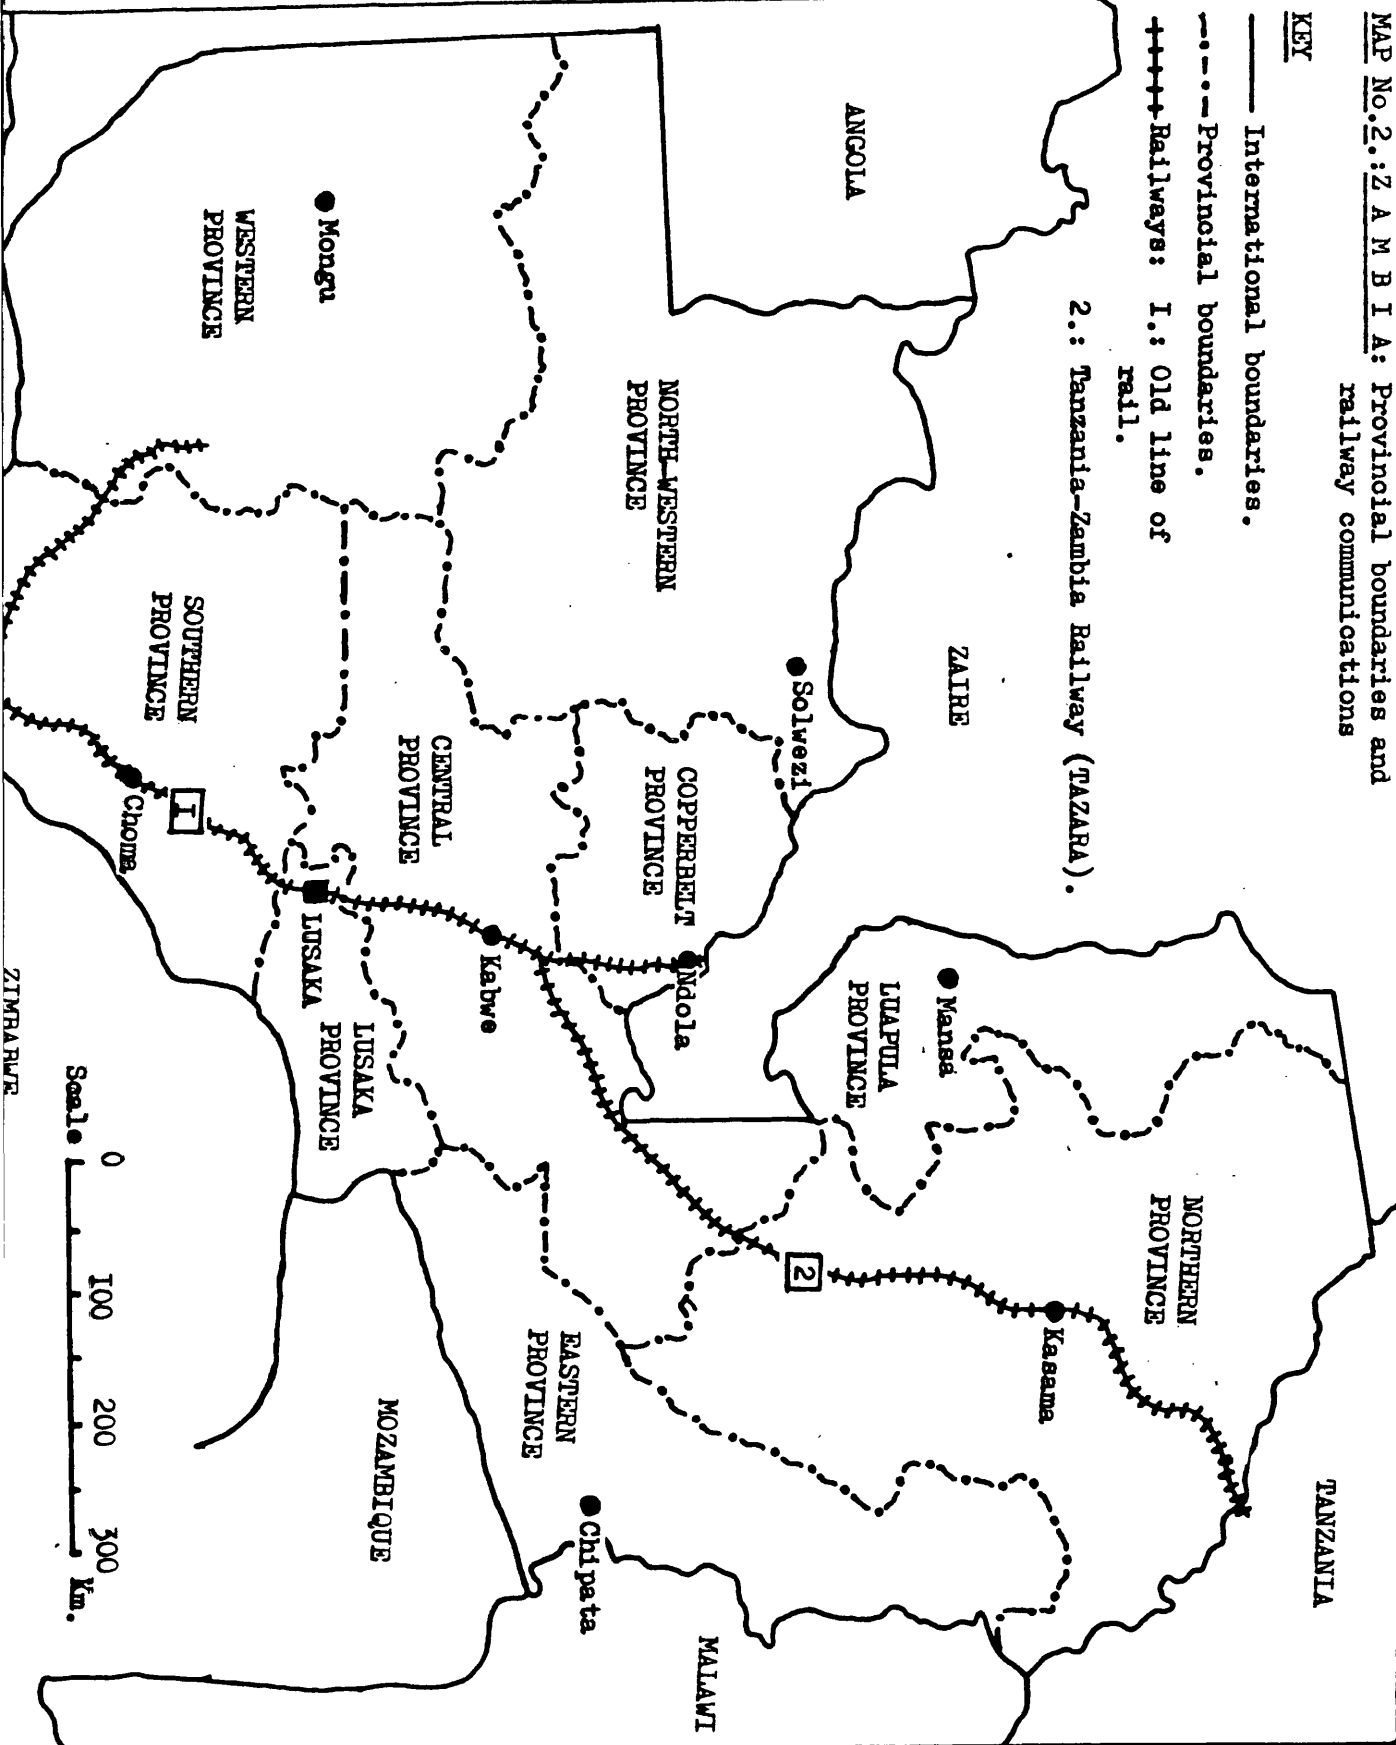 MAP No.2.: Z A M B I A: Provincial boundaries and
railway communications
KEY
International boundaries.
Provincial boundaries.
Railways: I.: Old line of
rail.
2.: Tanzania-Zambia Railway (TAZARA).
TANZANIA
ANGOLA
ZAIRE
NORTHERN
PROVINCE
Kasama
Mansa
LUAPULA
PROVINCE
Solwezi
2
MALAWI
NORTH-WESTERN
PROVINCE
COPPERBELT
PROVINCE
Ndola
Chipata
EASTERN
PROVINCE
Kabwe
CENTRAL
PROVINCE
MOZAMBIQUE
Mongu
LUSAKA
LUSAKA
PROVINCE
WESTERN
PROVINCE
SOUTHERN
PROVINCE
I
Choma
Scale 0 I00 200 300 Km.
ZIMBABWE